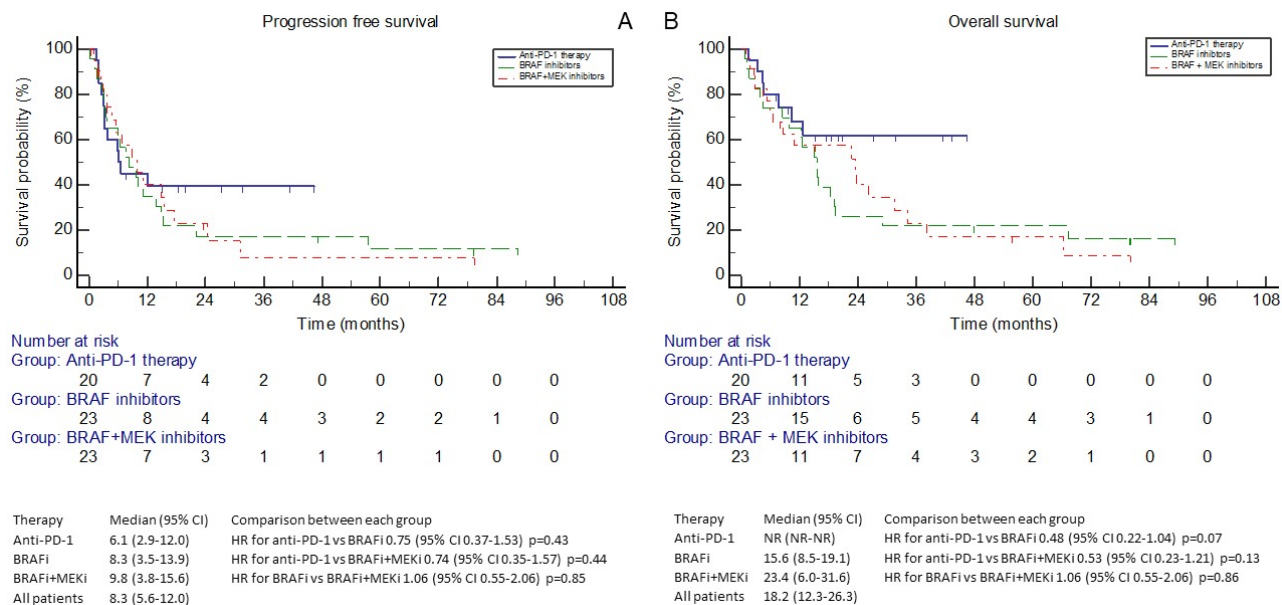 Progression free survival
A
Anti-PD-1 therapy
BRAF inhibitors
BRAF+MEK inhibitors
Survival probability (%)
100
80
60
40
20
0
0 12 24 36 48 60 72 84 96 108
Time (months)
Number at risk
Group: Anti-PD-1 therapy
20 7 4 2 0 0 0 0 0
Group: BRAF inhibitors
23 8 4 4 3 2 2 1 0
Group: BRAF+MEK inhibitors
23 7 3 1 1 1 1 0 0
Therapy Median (95% CI) Comparison between each group
Anti-PD-1 6.1 (2.9-12.0) HR for anti-PD-1 vs BRAFi 0.75 (95% CI 0.37-1.53) p=0.43
BRAFi 8.3 (3.5-13.9) HR for anti-PD-1 vs BRAFi+MEKi 0.74 (95% CI 0.35-1.57) p=0.44
BRAFi+MEKi 9.8 (3.8-15.6) HR for BRAFi vs BRAFi+MEKi 1.06 (95% CI 0.55-2.06) p=0.85
All patients 8.3 (5.6-12.0)
B
Overall survival
Anti-PD-1 therapy
BRAF inhibitors
BRAF + MEK inhibitors
Survival probability (%)
100
80
60
40
20
0
0 12 24 36 48 60 72 84 96 108
Time (months)
Number at risk
Group: Anti-PD-1 therapy
20 11 5 3 0 0 0 0 0
Group: BRAF inhibtors
23 15 6 5 4 4 3 1 0
Group: BRAF + MEK inhibitors
23 11 7 4 3 2 1 0 0
Therapy Median (95% CI) Comparison between each group
Anti-PD-1 NR (NR-NR) HR for anti-PD-1 vs BRAFi 0.48 (95% CI 0.22-1.04) p=0.07
BRAFi 15.6 (8.5-19.1) HR for anti-PD-1 vs BRAFi+MEKi 0.53 (95% CI 0.23-1.21) p=0.13
BRAFi+MEKi 23.4 (6.0-31.6) HR for BRAFi vs BRAFi+MEKi 1.06 (95% CI 0.55-2.06) p=0.86
All patients 18.2 (12.3-26.3)